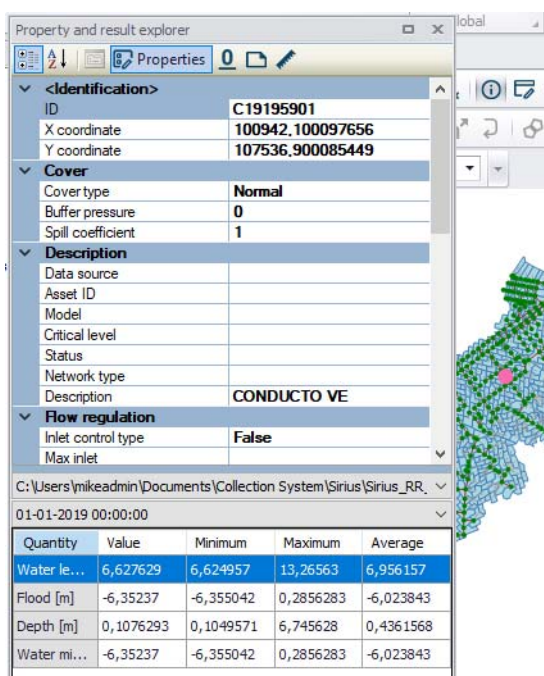 Property and result explorer
lobal
Properties
<Identification>
ID C19195901
X coordinate 100942,100097656
Y coordinate 107536,900085449
Cover
Cover type Normal
Buffer pressure 0
Spill coefficient 1
Description
Data source
Asset ID
Model
Critical level
Status
Network type
Description CONDUCTO VE
Flow regulation
Inlet control type False
Max inlet
C:\Users\mikeadmin\Documents\Collection System\Sirius\Sirius_RR_
01-01-2019 00:00:00
Quantity Value Minimum Maximum Average
Water le... 6,627629 6,624957 13,26563 6,956157
Flood [m] -6,35237 -6,355042 0,2856283 -6,023843
Depth [m] 0,1076293 0,1049571 6,745628 0,4361568
Water mi... -6,35237 -6,355042 0,2856283 -6,023843